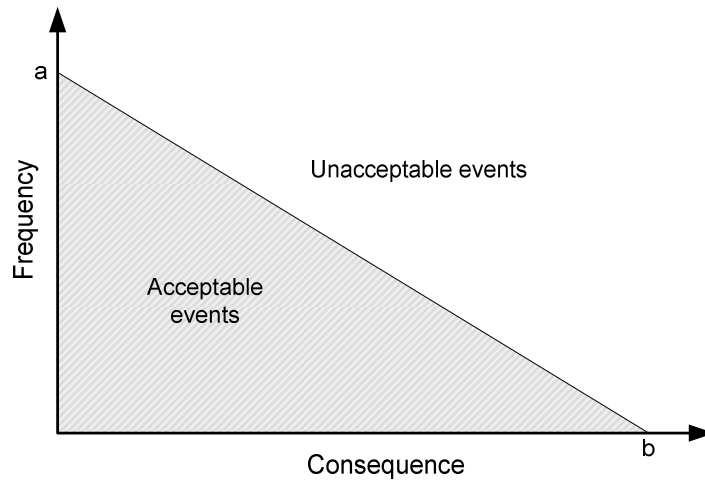 a
Frequency
Unacceptable events
Acceptable
events
b
Consequence